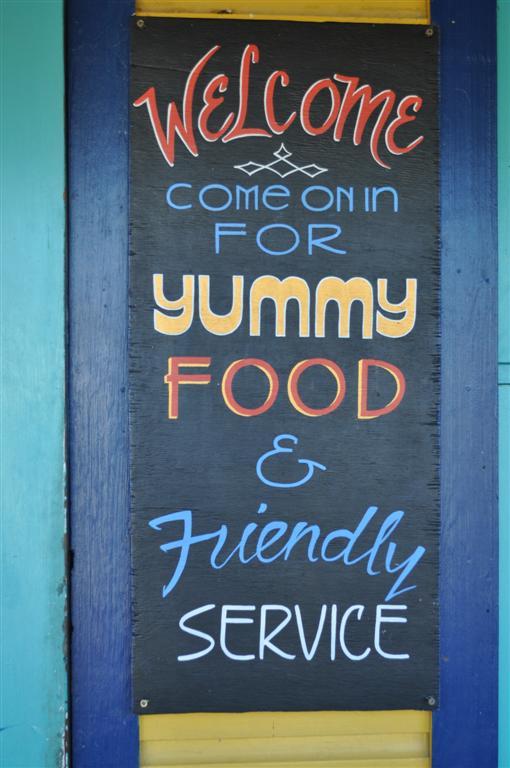 Welcome
COME ON IN
FOR
YUMMY
FOOD
&
Friendly
SERVICE